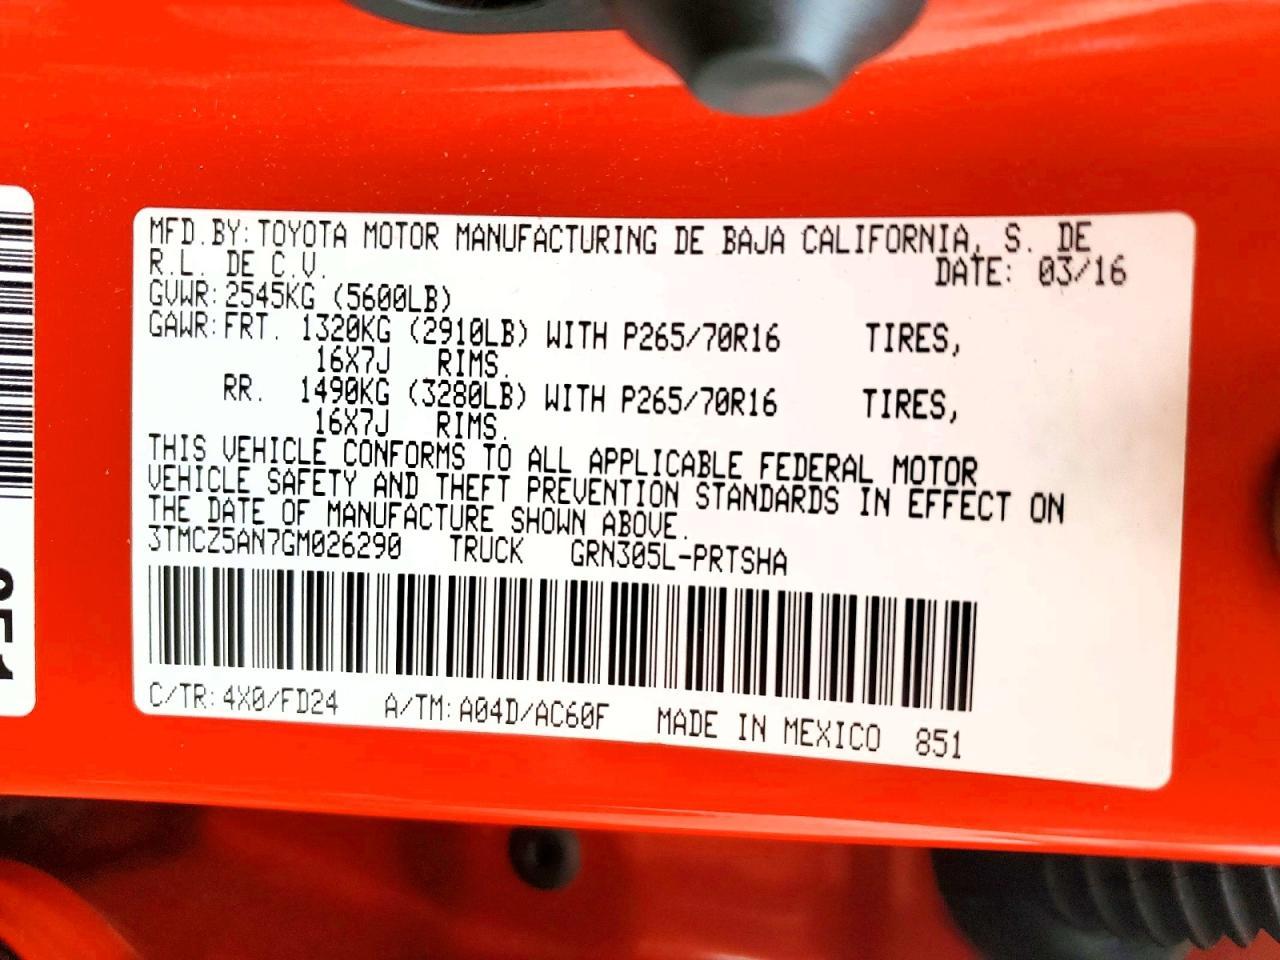 MFD.BY:TOYOTA MOTOR MANUFACTURING DE BAJA CALIFORNIA, S. DE
R.L. DE C.V. DATE: 03/16
GVWR:2545KG (5600LB)
GAWR:FRT. 1320KG (2910LB) WITH P265/70R16 TIRES,
16X7J RIMS.
RR. 1490KG (3280LB) WITH P265/70R16 TIRES,
16X7J RIMS.
THIS VEHICLE CONFORMS TO ALL APPLICABLE FEDERAL MOTOR
VEHICLE SAFETY AND THEFT PREVENTION STANDARDS IN EFFECT ON
THE DATE OF MANUFACTURE SHOWN ABOVE.
3TMCZ5AN7GM026290 TRUCK GRN305L-PRTSHA
C/TR:4X0/FD24 A/TM:A04D/AC60F MADE IN MEXICO 851